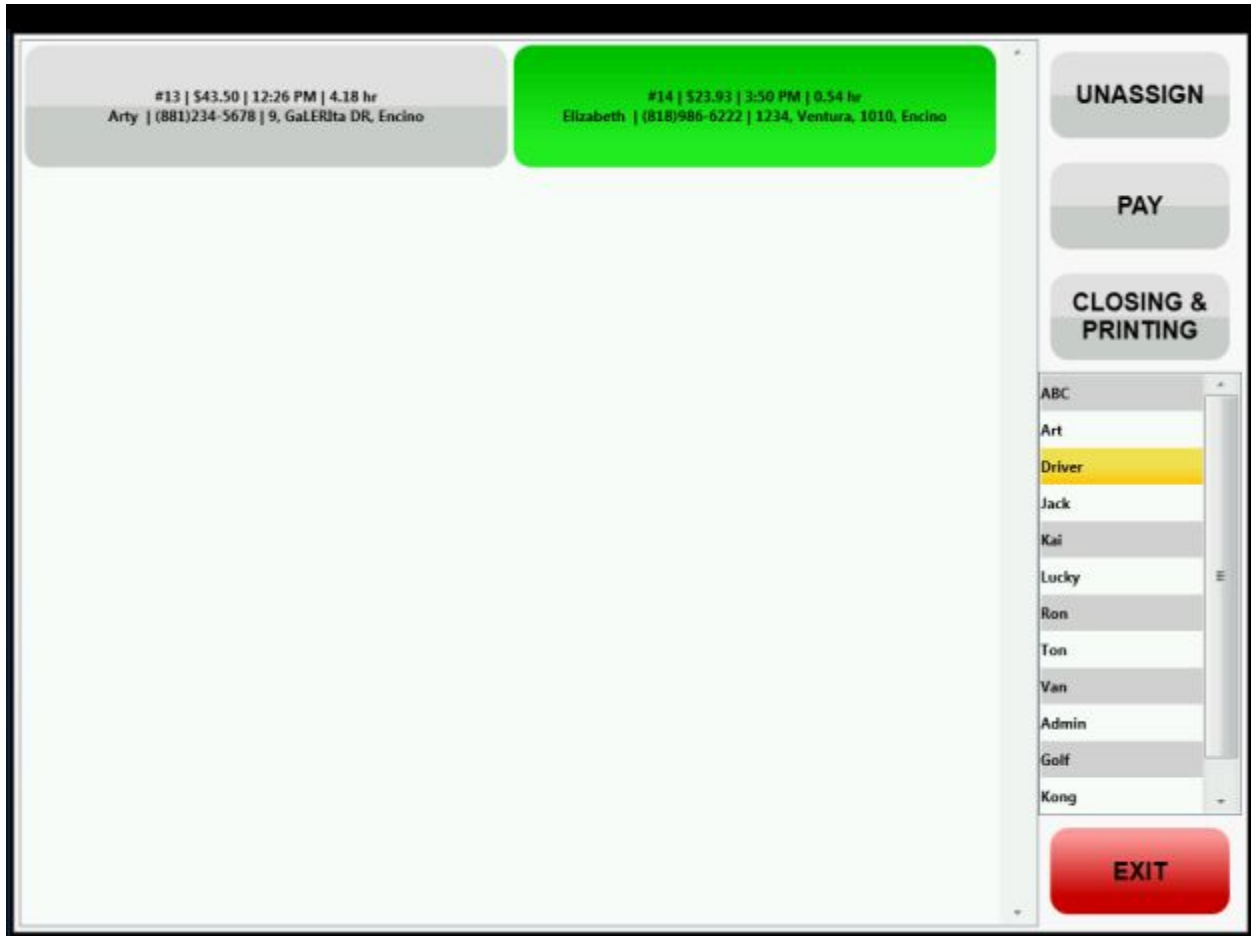 #13 | $43.50 | 12:26 PM | 4.18 hr
Arty | (881)234-5678 | 9, GaLERIta DR, Encino
#14 | $23.93 | 3:50 PM | 0.54 hr
Elizabeth | (818)986-6222 | 1234, Ventura, 1010, Encino
UNASSIGN
PAY
CLOSING &
PRINTING
ABC
Art
Driver
Jack
Kai
Lucky
Ron
Ton
Van
Admin
Golf
Kong
EXIT